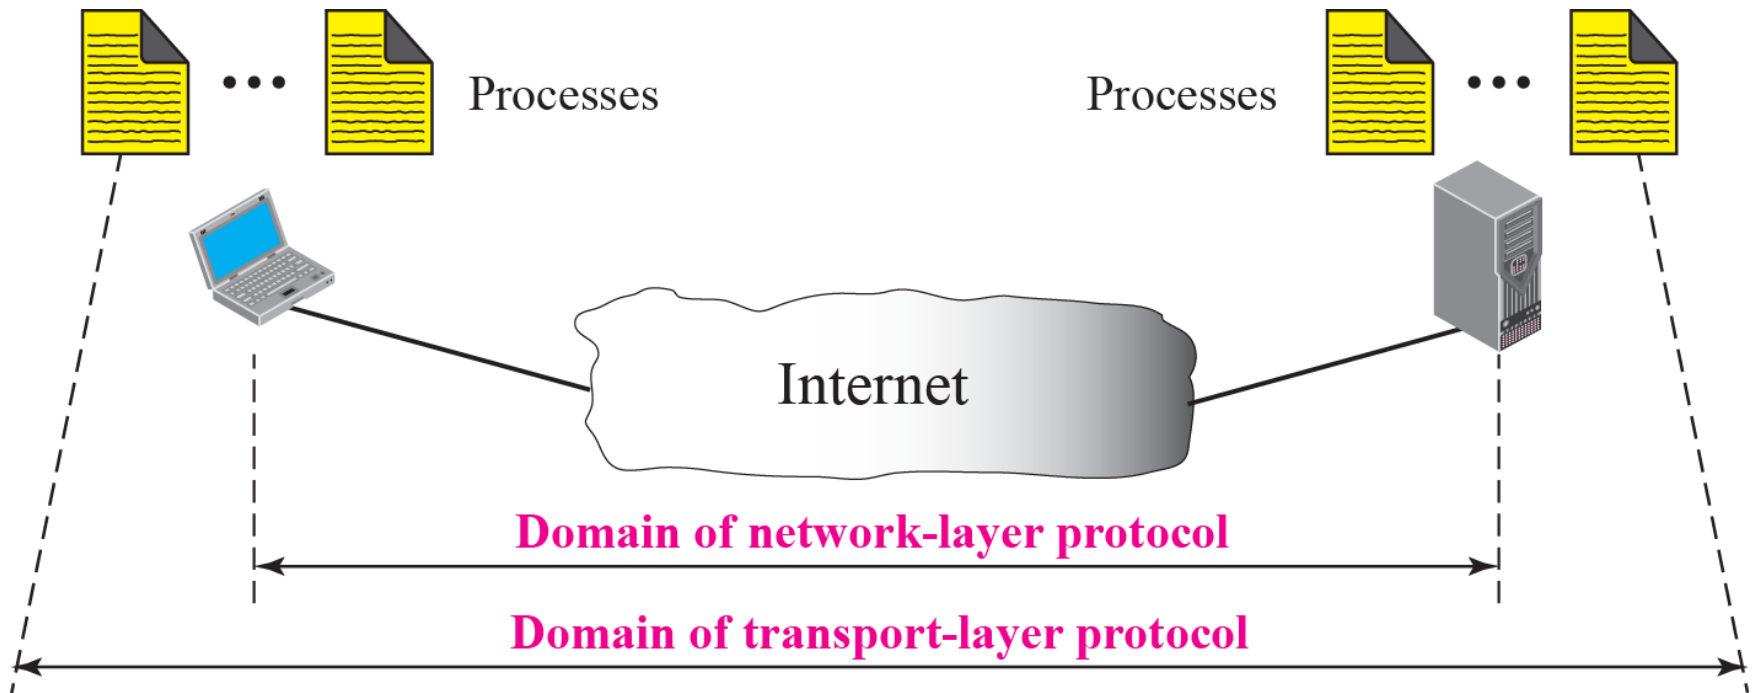 Processes
Processes
Internet
Domain of network-layer protocol
Domain of transport-layer protocol